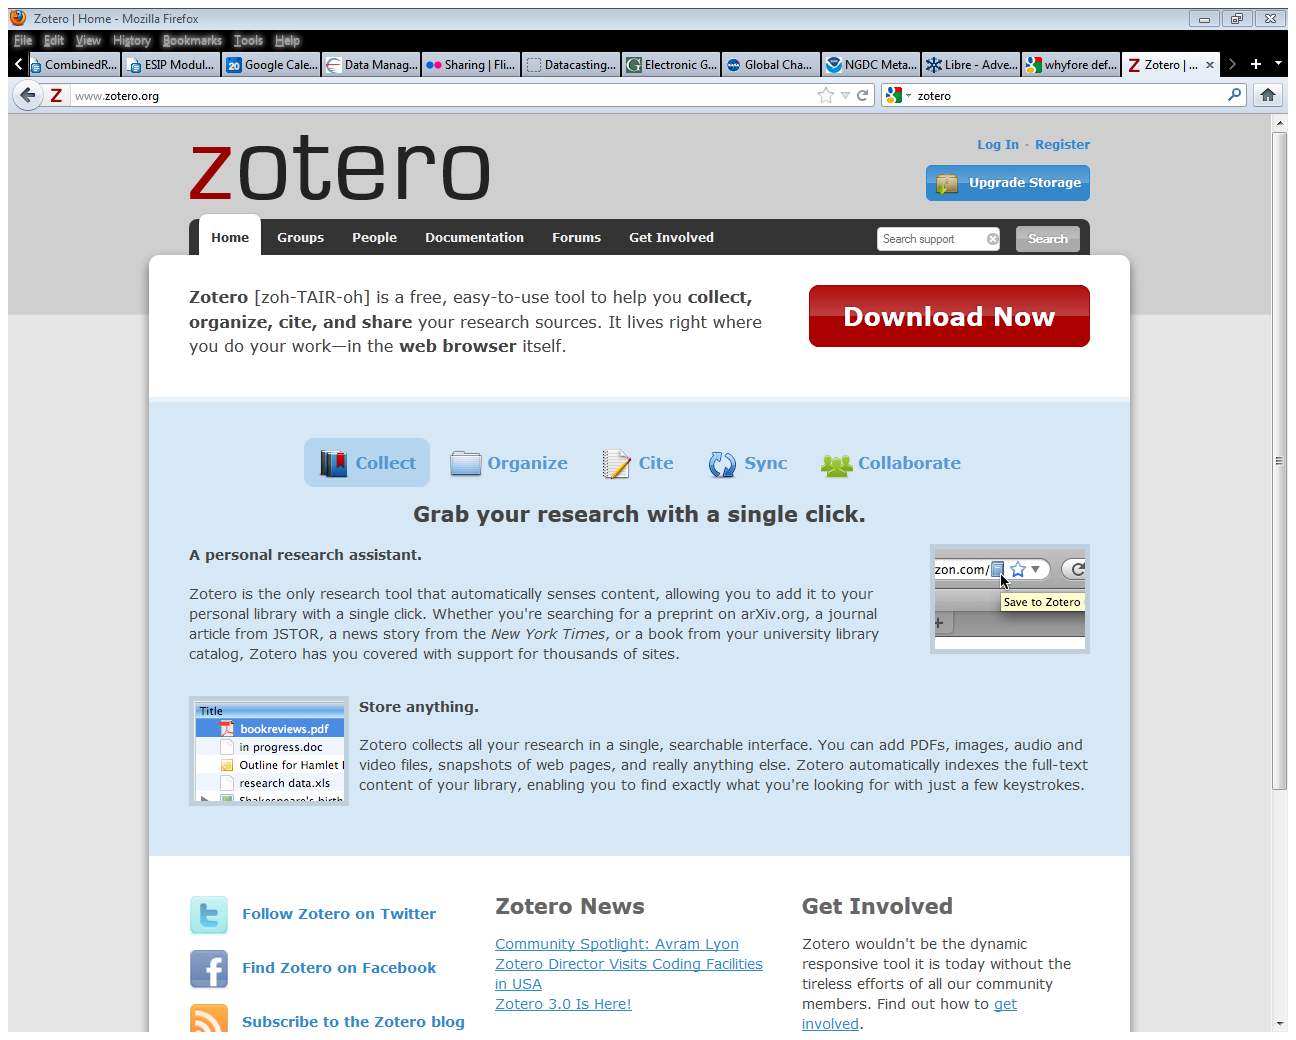 Zotero | Home - Mozilla Firefox
File Edit View History Bookmarks Tools Help
CombinedR... ESIP Modul... Google Cale... Data Manag... Sharing | Fli... Datacasting... Electronic G... Global Cha... NGDC Meta... Libre - Adve... whyfore def... Zotero | ...
www.zotero.org zotero
zotero
Log In · Register
Upgrade Storage
Home Groups People Documentation Forums Get Involved Search support Search
Zotero [zoh-TAIR-oh] is a free, easy-to-use tool to help you collect,
organize, cite, and share your research sources. It lives right where
you do your work—in the web browser itself.
Download Now
Collect Organize Cite Sync Collaborate
Grab your research with a single click.
A personal research assistant.
Zotero is the only research tool that automatically senses content, allowing you to add it to your
personal library with a single click. Whether you're searching for a preprint on arXiv.org, a journal
article from JSTOR, a news story from the New York Times, or a book from your university library
catalog, Zotero has you covered with support for thousands of sites.
zon.com/
Save to Zotero
Title
bookreviews.pdf
in progress.doc
Outline for Hamlet
research data.xls
Shakespeare's birth
Store anything.
Zotero collects all your research in a single, searchable interface. You can add PDFs, images, audio and
video files, snapshots of web pages, and really anything else. Zotero automatically indexes the full-text
content of your library, enabling you to find exactly what you're looking for with just a few keystrokes.
Follow Zotero on Twitter
Find Zotero on Facebook
Subscribe to the Zotero blog
Zotero News
Community Spotlight: Avram Lyon
Zotero Director Visits Coding Facilities
in USA
Zotero 3.0 Is Here!
Get Involved
Zotero wouldn't be the dynamic
responsive tool it is today without the
tireless efforts of all our community
members. Find out how to get
involved.